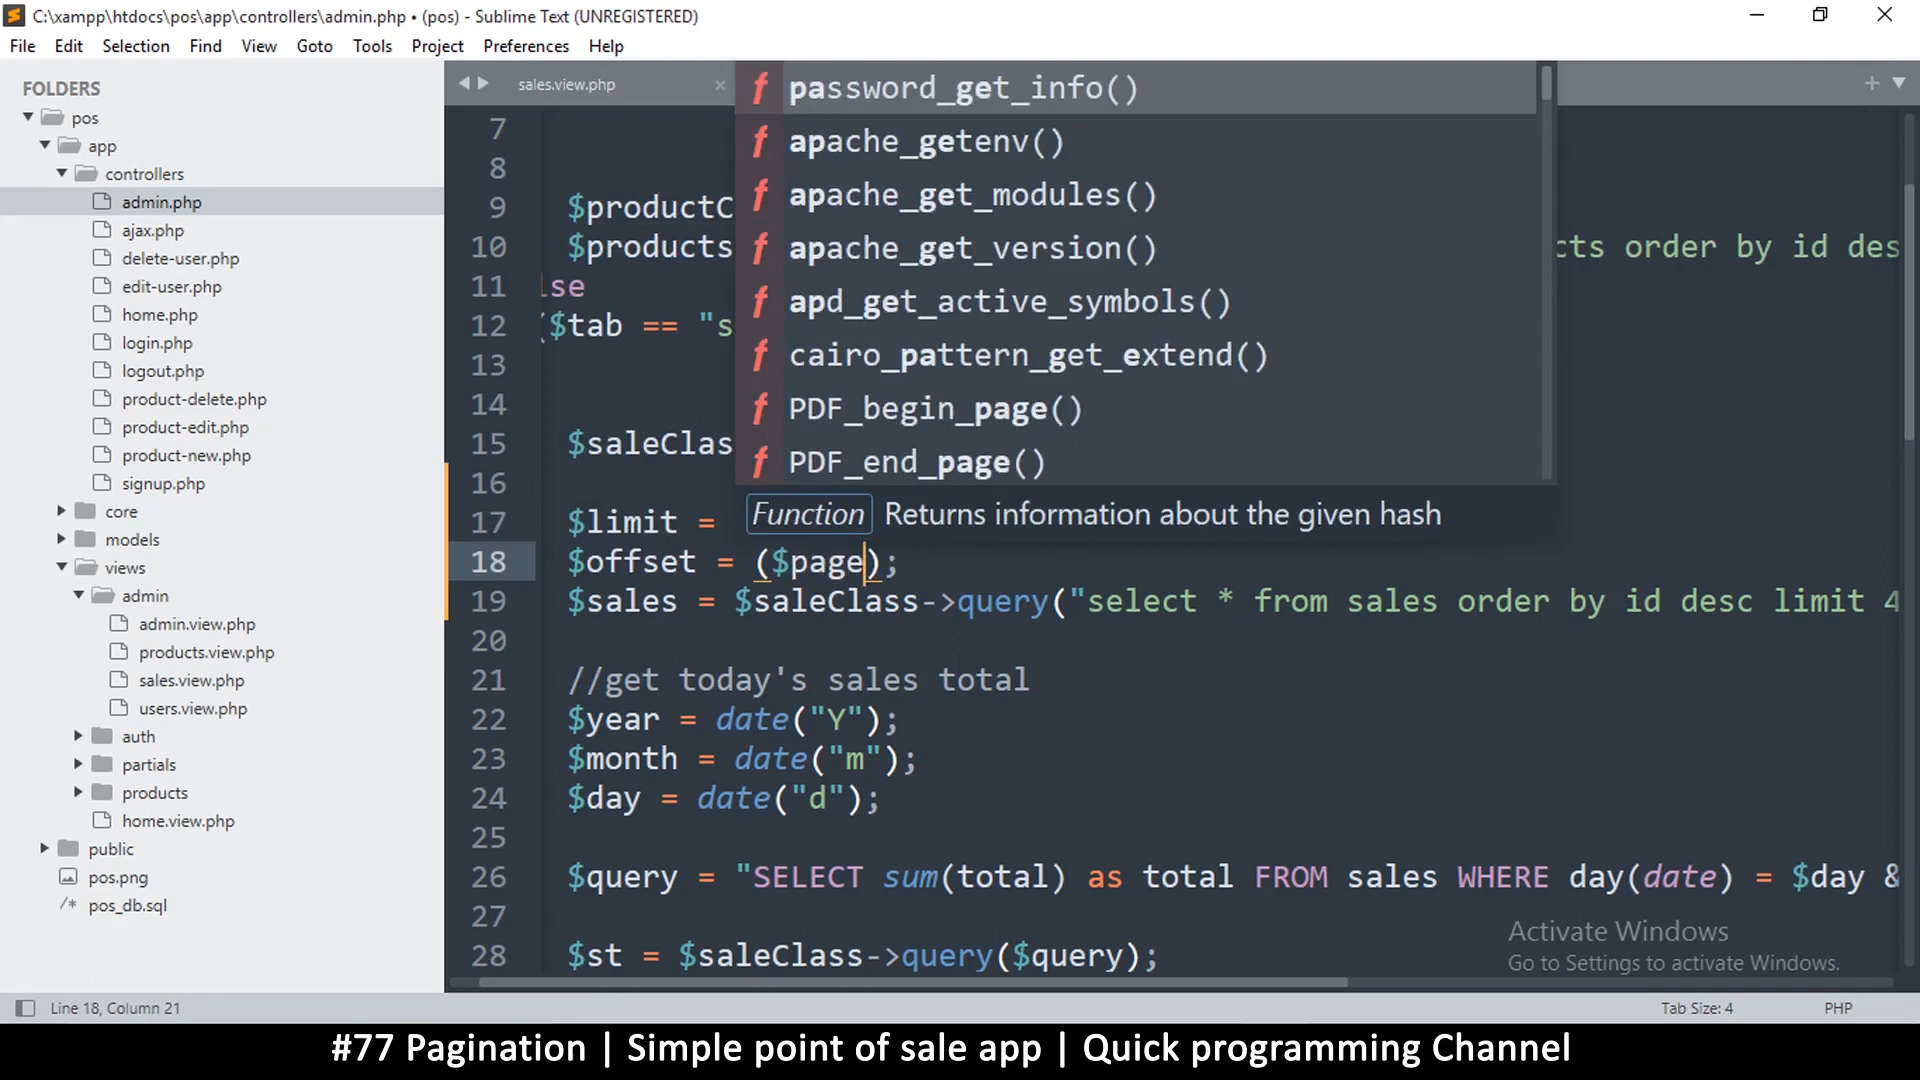 C:\xampp\htdocs\pos\app\controllers\admin.php • (pos) - Sublime Text (UNREGISTERED)
File Edit Selection Find View Goto Tools Project Preferences Help
FOLDERS
pos
app
controllers
admin.php
ajax.php
delete-user.php
edit-user.php
home.php
login.php
logout.php
product-delete.php
product-edit.php
product-new.php
signup.php
core
models
views
admin
admin.view.php
products.view.php
sales.view.php
users.view.php
auth
partials
products
home.view.php
public
pos.png
/* pos_db.sql
sales.view.php
password_get_info()
apache_getenv()
apache_get_modules()
apache_get_version()
apd_get_active_symbols()
cairo_pattern_get_extend()
PDF_begin_page()
PDF_end_page()
Function Returns information about the given hash
7
8
9 $productC
10 $products cts order by id des
11 lse
12 ($tab == "s
13
14
15 $saleClas
16
17 $limit =
18 $offset = ($page);
19 $sales = $saleClass->query("select * from sales order by id desc limit 4
20
21 //get today's sales total
22 $year = date("Y");
23 $month = date("m");
24 $day = date("d");
25
26 $query = "SELECT sum(total) as total FROM sales WHERE day(date) = $day &
27
28 $st = $saleClass->query($query);
Activate Windows
Go to Settings to activate Windows.
Line 18, Column 21
Tab Size: 4
PHP
#77 Pagination | Simple point of sale app | Quick programming Channel